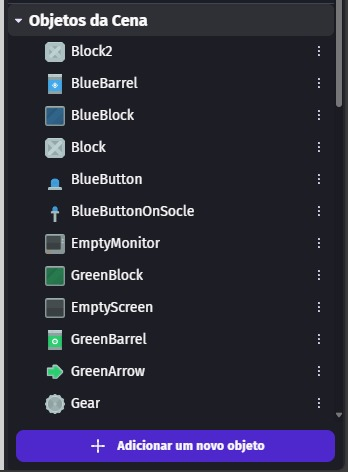 Objetos da Cena
Block2
BlueBarrel
BlueBlock
Block
BlueButton
BlueButtonOnSocle
EmptyMonitor
GreenBlock
EmptyScreen
GreenBarrel
GreenArrow
Gear
Adicionar um novo objeto